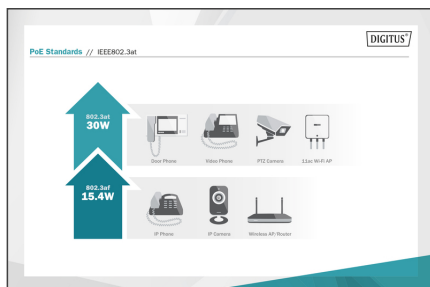 DIGITUS®
PoE Standards // IEEE802.3at
802.3at
30W
Door Phone Video Phone PTZ Camera 11ac Wi-Fi AP
802.3af
15.4W
IP Phone IP Camera Wireless AP/Router